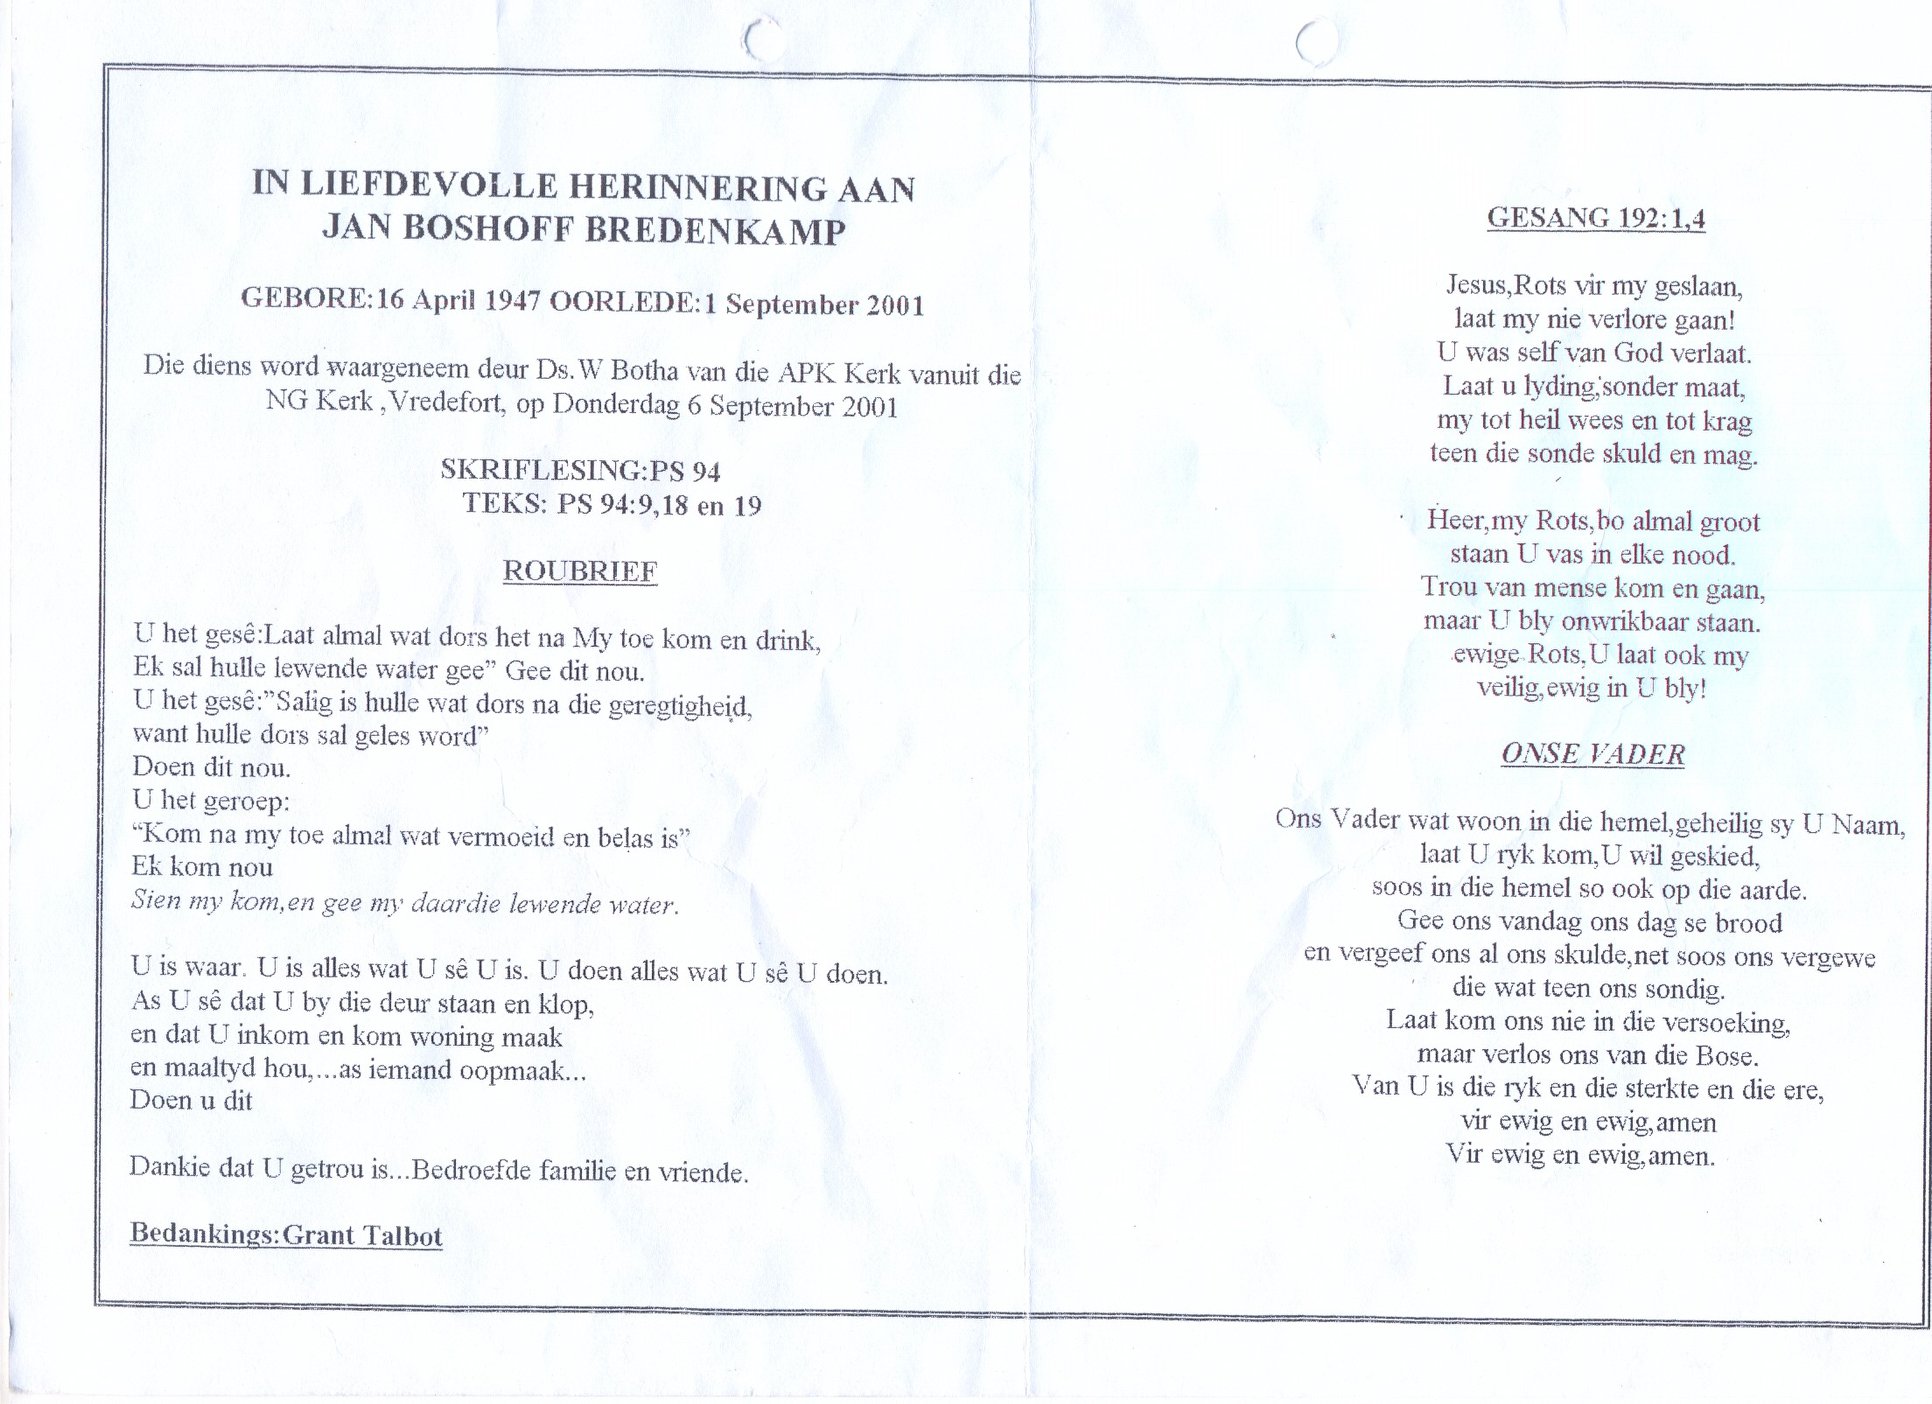 IN LIEFDEVOLLE HERINNERING AAN
JAN BOSHOFF BREDENKAMP
GEBORE:16 April 1947 OORLEDE:1 September 2001
Die diens word waargeneem deur Ds.W Botha van die APK Kerk vanuit die
NG Kerk ,Vredefort, op Donderdag 6 September 2001
SKRIFLESING:PS 94
TEKS: PS 94:9,18 en 19
ROUBRIEF
U het gesê:Laat almal wat dors het na My toe kom en drink,
Ek sal hulle lewende water gee” Gee dit nou.
U het gesê:”Salig is hulle wat dors na die geregtigheid,
want hulle dors sal geles word”
Doen dit nou.
U het geroep:
“Kom na my toe almal wat vermoeid en belas is”
Ek kom nou
Sien my kom,en gee my daardie lewende water.
U is waar. U is alles wat U sê U is. U doen alles wat U sê U doen.
As U sê dat U by die deur staan en klop,
en dat U inkom en kom woning maak
en maaltyd hou,...as iemand oopmaak...
Doen u dit
Dankie dat U getrou is...Bedroefde familie en vriende.
Bedankings:Grant Talbot
GESANG 192:1,4
Jesus,Rots vir my geslaan,
laat my nie verlore gaan!
U was self van God verlaat.
Laat u lyding,sonder maat,
my tot heil wees en tot krag
teen die sonde skuld en mag.
Heer,my Rots,bo almal groot
staan U vas in elke nood.
Trou van mense kom en gaan,
maar U bly onwrikbaar staan.
ewige Rots,U laat ook my
veilig,ewig in U bly!
ONSE VADER
Ons Vader wat woon in die hemel,geheilig sy U Naam,
laat U ryk kom,U wil geskied,
soos in die hemel so ook op die aarde.
Gee ons vandag ons dag se brood
en vergeef ons al ons skulde,net soos ons vergewe
die wat teen ons sondig.
Laat kom ons nie in die versoeking,
maar verlos ons van die Bose.
Van U is die ryk en die sterkte en die ere,
vir ewig en ewig,amen
Vir ewig en ewig,amen.